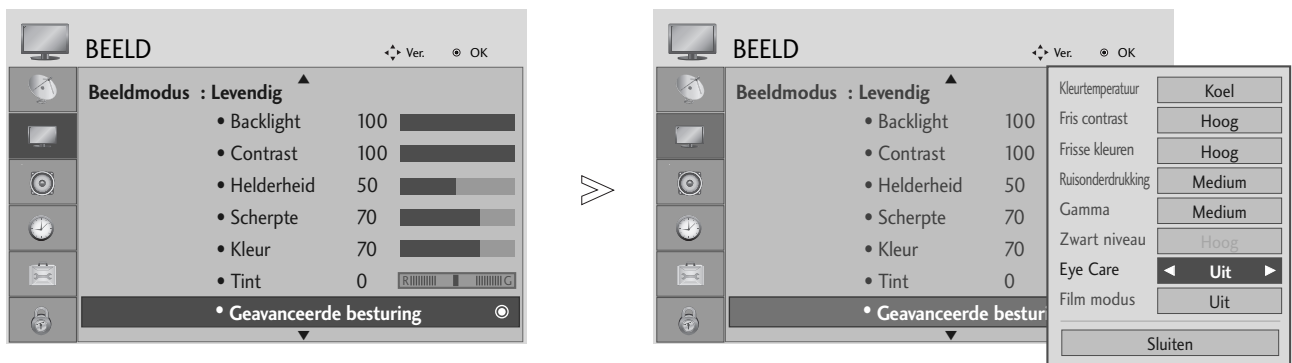 BEELD
Ver. OK
Beeldmodus : Levendig
• Backlight 100
• Contrast 100
• Helderheid 50
• Scherpte 70
• Kleur 70
• Tint 0 R G
• Geavanceerde besturing
BEELD
Ver. OK
Beeldmodus : Levendig
• Backlight 100
• Contrast 100
• Helderheid 50
• Scherpte 70
• Kleur 70
• Tint 0
• Geavanceerde besturi
Kleurtemperatuur Koel
Fris contrast Hoog
Frisse kleuren Hoog
Ruisonderdrukking Medium
Gamma Medium
Zwart niveau Hoog
Eye Care ◄ Uit ►
Film modus Uit
Sluiten